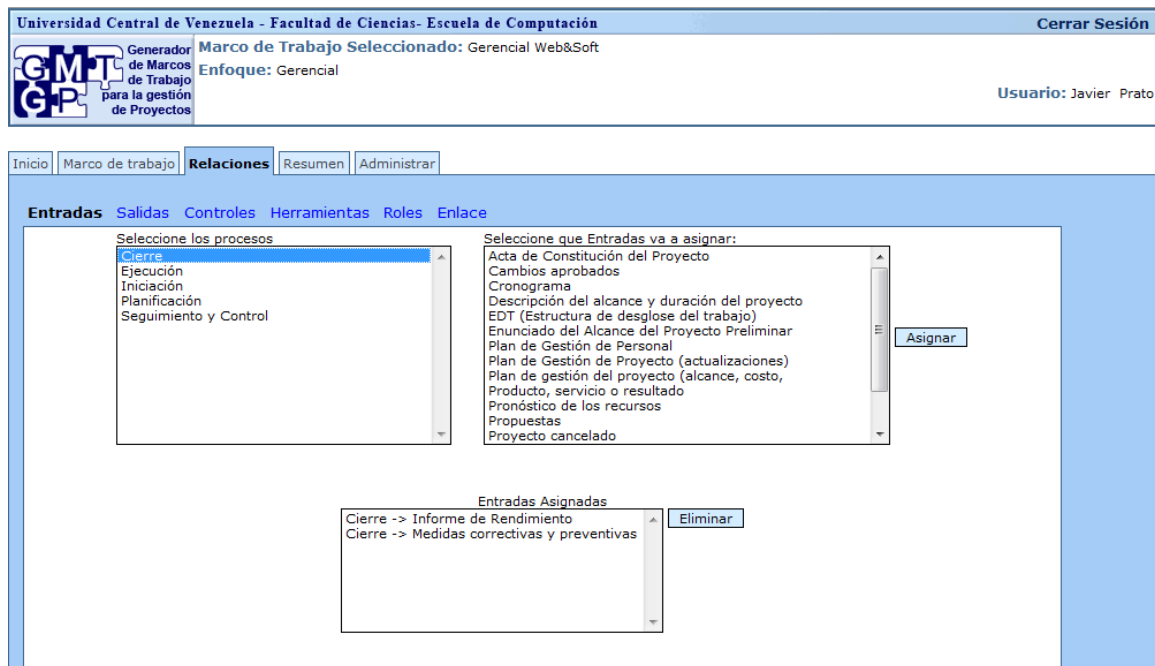 Universidad Central de Venezuela - Facultad de Ciencias- Escuela de Computación
Cerrar Sesión
GMT
GP
Generador
de Marcos
de Trabajo
para la gestión
de Proyectos
Marco de Trabajo Seleccionado: Gerencial Web&Soft
Enfoque: Gerencial
Usuario: Javier Prato
Inicio Marco de trabajo Relaciones Resumen Administrar
Entradas Salidas Controles Herramientas Roles Enlace
Seleccione los procesos
Cierre
Ejecución
Iniciación
Planificación
Seguimiento y Control
Seleccione que Entradas va a asignar:
Acta de Constitución del Proyecto
Cambios aprobados
Cronograma
Descripción del alcance y duración del proyecto
EDT (Estructura de desglose del trabajo)
Enunciado del Alcance del Proyecto Preliminar
Plan de Gestión de Personal
Plan de Gestión de Proyecto (actualizaciones)
Plan de gestión del proyecto (alcance, costo,
Producto, servicio o resultado
Pronóstico de los recursos
Propuestas
Proyecto cancelado
Asignar
Entradas Asignadas
Cierre -> Informe de Rendimiento
Cierre -> Medidas correctivas y preventivas
Eliminar